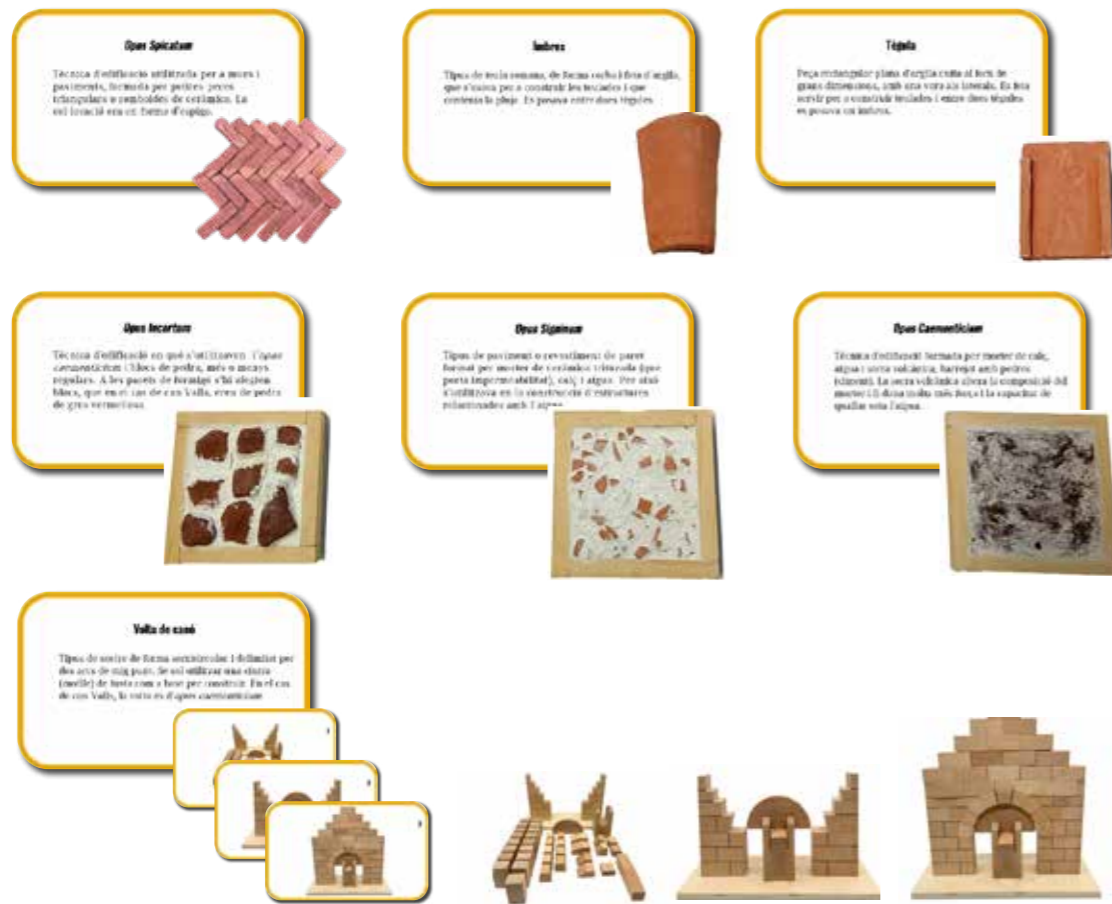 Opus Spicatum
Tècnica d'edificació utilitzada per a murs i
paviments, formada per petites peces
triangulars o romboïdes de ceràmica. La
col·locació era en forma d'espiga.
Ímbrex
Tipus de teula romana, de forma corba i feta d'argila,
que s'usava per a construir les teulades i que
contenia la pluja. Es posava entre dues tègules.
Tègula
Peça rectangular plana d'argila cuita al forn de
grans dimensions, amb una vora als laterals. Es feia
servir per a construir teulades i entre dues tègules
es posava un ímbrex.
Opus Incertum
Tècnica d'edificació en què s'utilitzaven l'opus
caementicium i blocs de pedra, més o menys
regulars. A les parets de formigó s'hi afegien
blocs, que en el cas de can Valls, eren de pedra
de gres vermellosa.
Opus Signinum
Tipus de paviment o revestiment de paret
format per morter de ceràmica triturada (que
porta impermeabilitat), calç i aigua. Per això
s'utilitzava en la construcció d'estructures
relacionades amb l'aigua.
Opus Caementicium
Tècnica d'edificació formada per morter de calç,
aigua i sorra volcànica, barrejat amb pedres
(ciment). La sorra volcànica altera la composició del
morter i li dona molta més força i la capacitat de
quallar sota l'aigua.
Volta de canó
Tipus de sostre de forma semicircular i delimitat per
dos arcs de mig punt. Se sol utilitzar una cintra
(motlle) de fusta com a base per construir. En el cas
de can Valls, la volta és d'opus caementicium